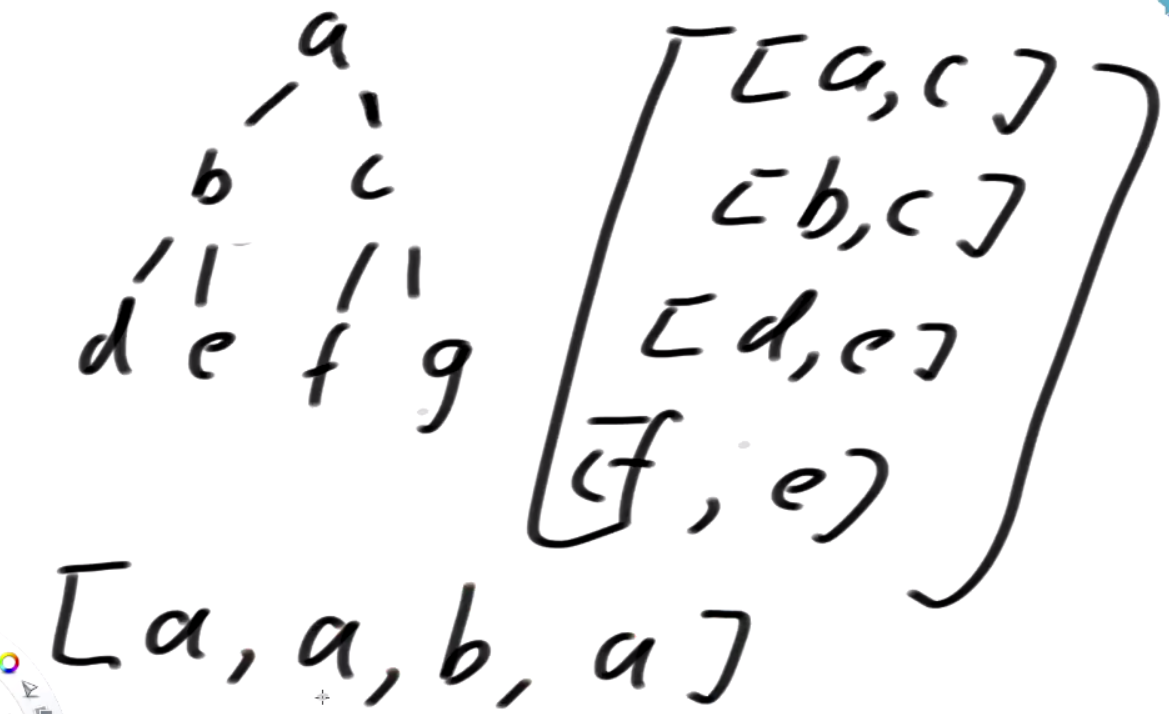 a
b c
d e f g
[[a,c]
[b,c]
[d,e]
[f,e]]
[a,a,b,a]